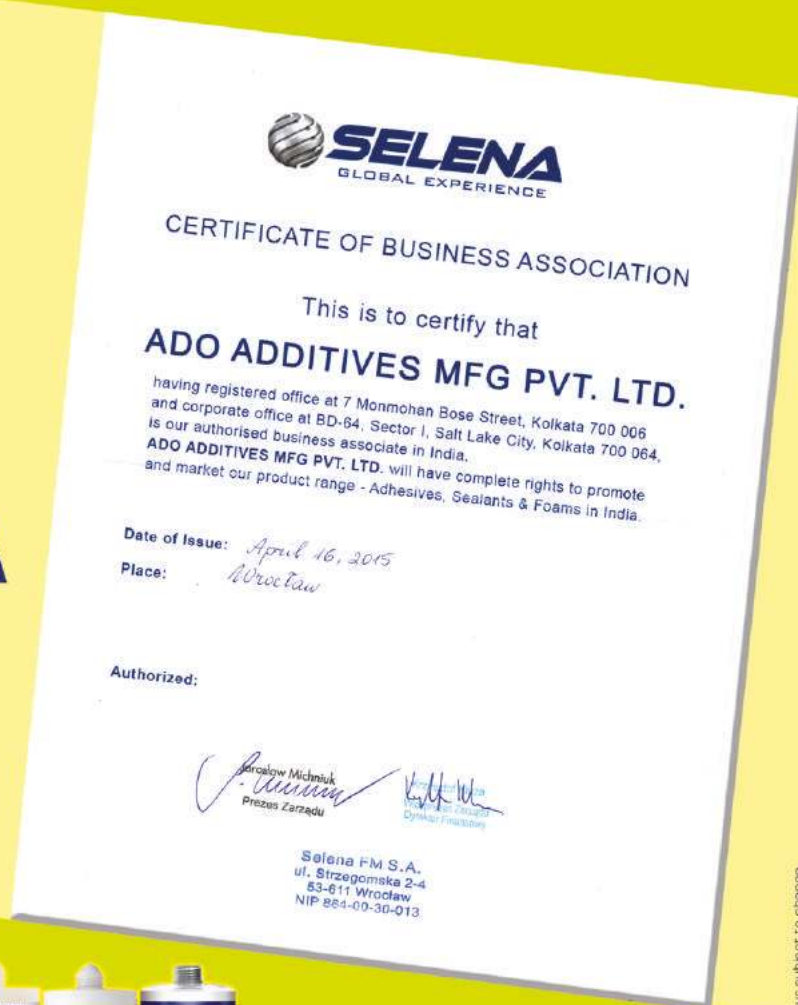 SELENA
GLOBAL EXPERIENCE
CERTIFICATE OF BUSINESS ASSOCIATION
This is to certify that
ADO ADDITIVES MFG PVT. LTD.
having registered office at 7 Monmohan Bose Street, Kolkata 700 006
and corporate office at BD-64, Sector I, Salt Lake City, Kolkata 700 064,
is our authorised business associate in India.
ADO ADDITIVES MFG PVT. LTD. will have complete rights to promote
and market our product range - Adhesives, Sealants & Foams in India.
Date of Issue: April 16, 2015
Place: Wrocław
Authorized:
Jarosław Michniuk
Prezes Zarządu
Wiceprezes Zarządu
Dyrektor Finansowy
Selena FM S.A.
ul. Strzegomska 2-4
53-611 Wrocław
NIP 884-00-30-013
subject to change